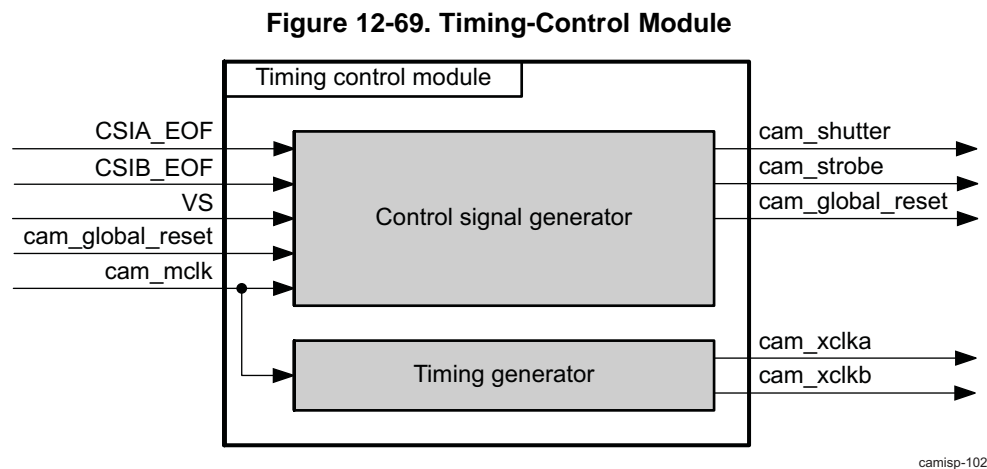 Figure 12-69. Timing-Control Module
Timing control module
CSIA_EOF
CSIB_EOF
VS
cam_global_reset
cam_mclk
Control signal generator
cam_shutter
cam_strobe
cam_global_reset
Timing generator
cam_xclka
cam_xclkb
camisp-102